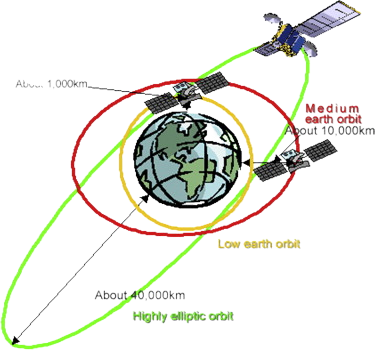 About 1,000km
Medium
earth orbit
About 10,000km
Low earth orbit
About 40,000km
Highly elliptic orbit